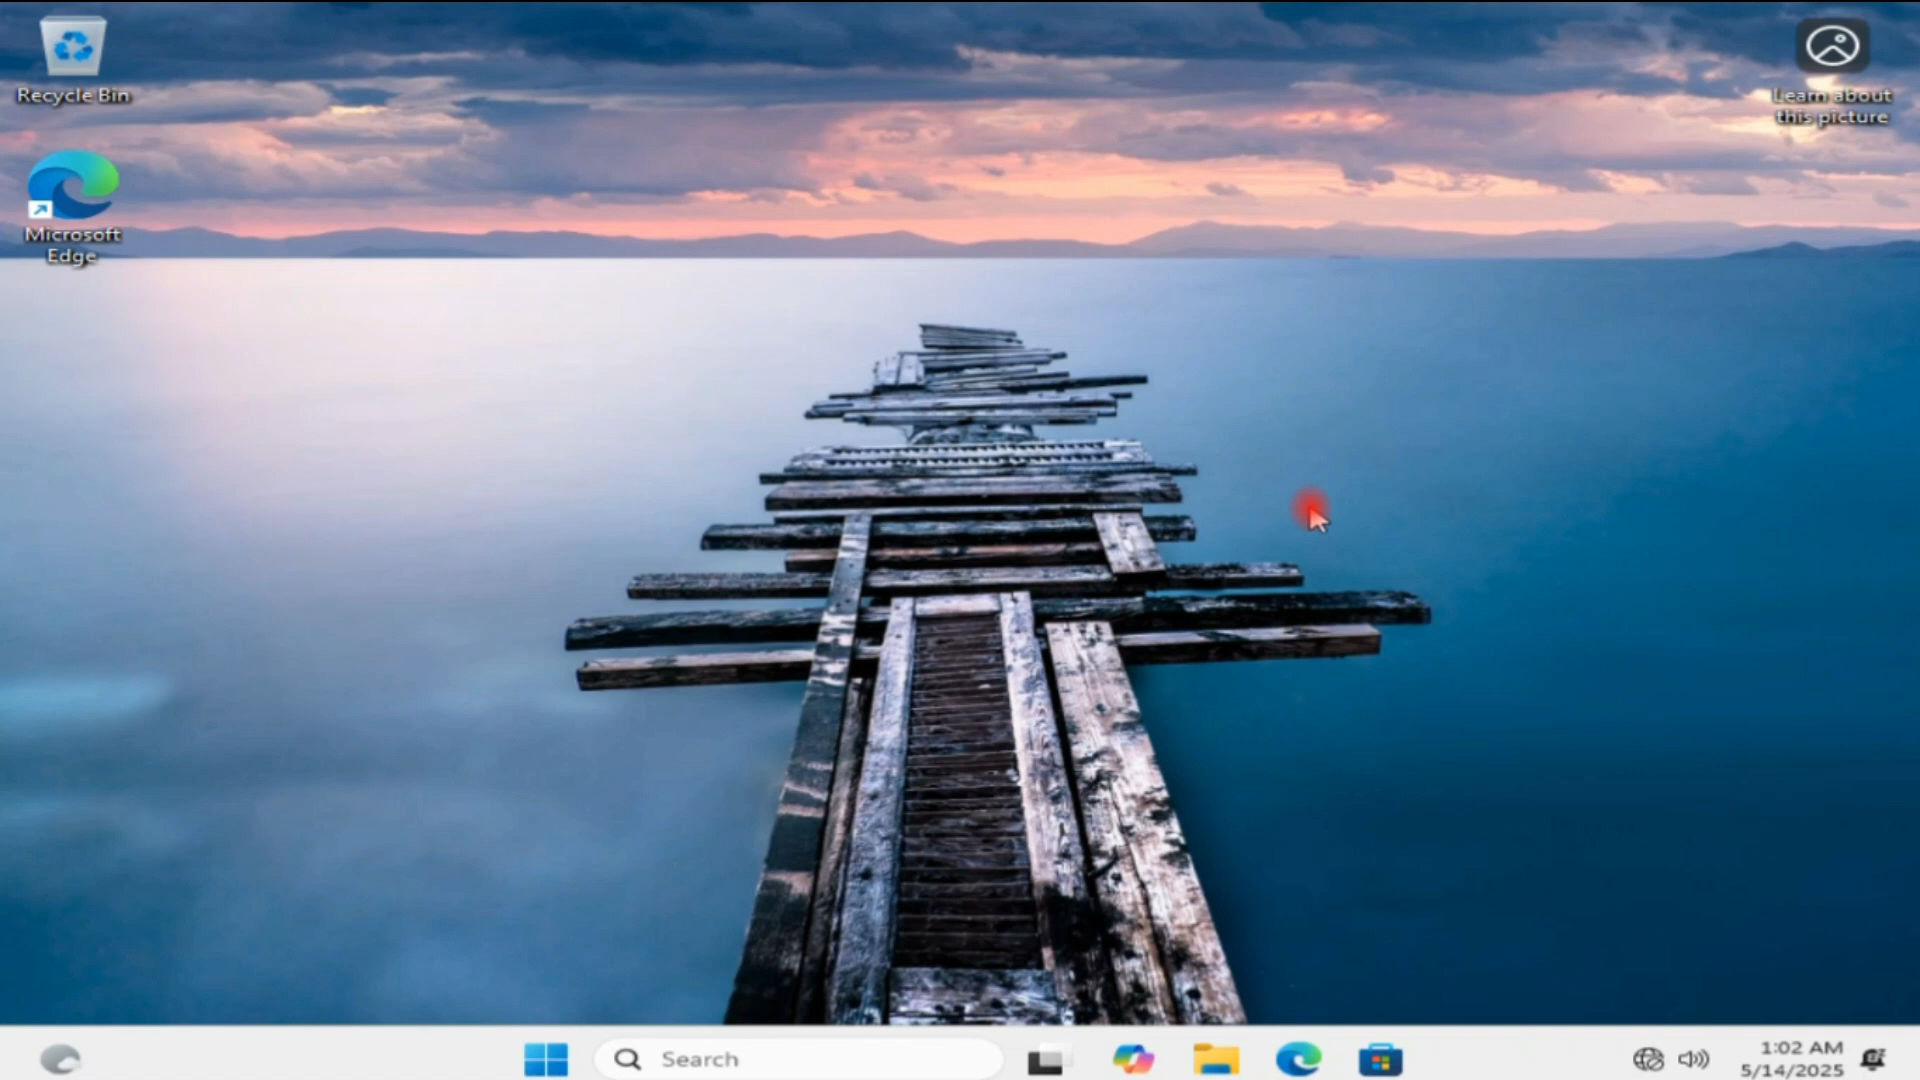 Recycle Bin
Learn about
this picture
Microsoft
Edge
Search
1:02 AM
5/14/2025